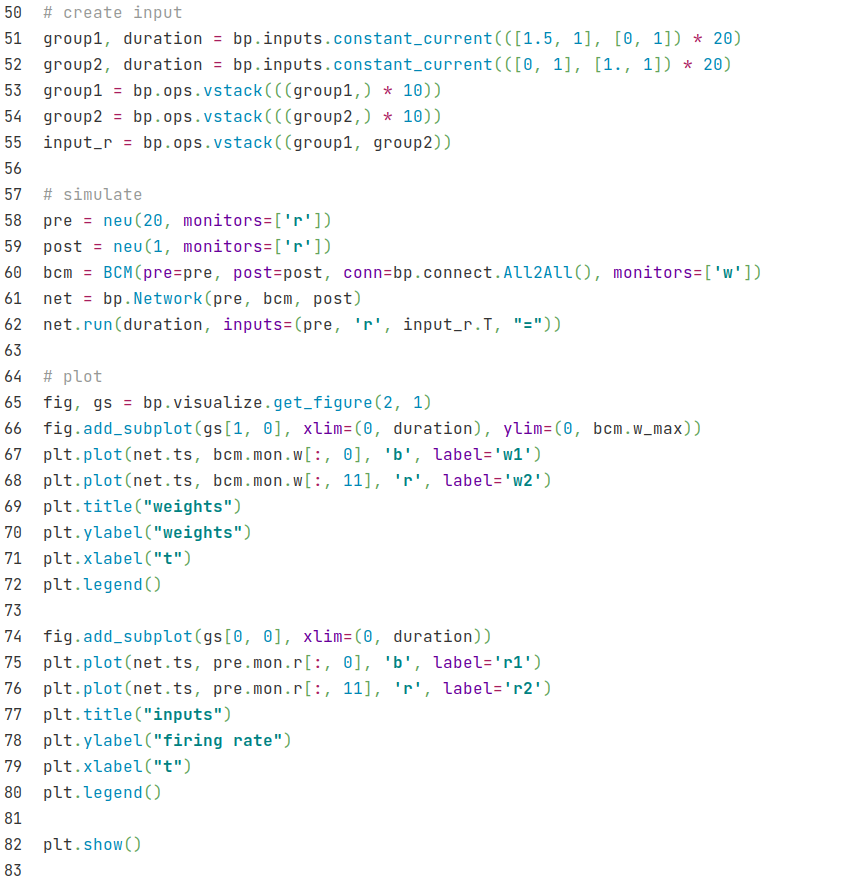 50 # create input
51 group1, duration = bp.inputs.constant_current(([1.5, 1], [0, 1]) * 20)
52 group2, duration = bp.inputs.constant_current(([0, 1], [1., 1]) * 20)
53 group1 = bp.ops.vstack(((group1,) * 10))
54 group2 = bp.ops.vstack(((group2,) * 10))
55 input_r = bp.ops.vstack((group1, group2))
56
57 # simulate
58 pre = neu(20, monitors=['r'])
59 post = neu(1, monitors=['r'])
60 bcm = BCM(pre=pre, post=post, conn=bp.connect.All2All(), monitors=['w'])
61 net = bp.Network(pre, bcm, post)
62 net.run(duration, inputs=(pre, 'r', input_r.T, "="))
63
64 # plot
65 fig, gs = bp.visualize.get_figure(2, 1)
66 fig.add_subplot(gs[1, 0], xlim=(0, duration), ylim=(0, bcm.w_max))
67 plt.plot(net.ts, bcm.mon.w[:, 0], 'b', label='w1')
68 plt.plot(net.ts, bcm.mon.w[:, 11], 'r', label='w2')
69 plt.title("weights")
70 plt.ylabel("weights")
71 plt.xlabel("t")
72 plt.legend()
73
74 fig.add_subplot(gs[0, 0], xlim=(0, duration))
75 plt.plot(net.ts, pre.mon.r[:, 0], 'b', label='r1')
76 plt.plot(net.ts, pre.mon.r[:, 11], 'r', label='r2')
77 plt.title("inputs")
78 plt.ylabel("firing rate")
79 plt.xlabel("t")
80 plt.legend()
81
82 plt.show()
83